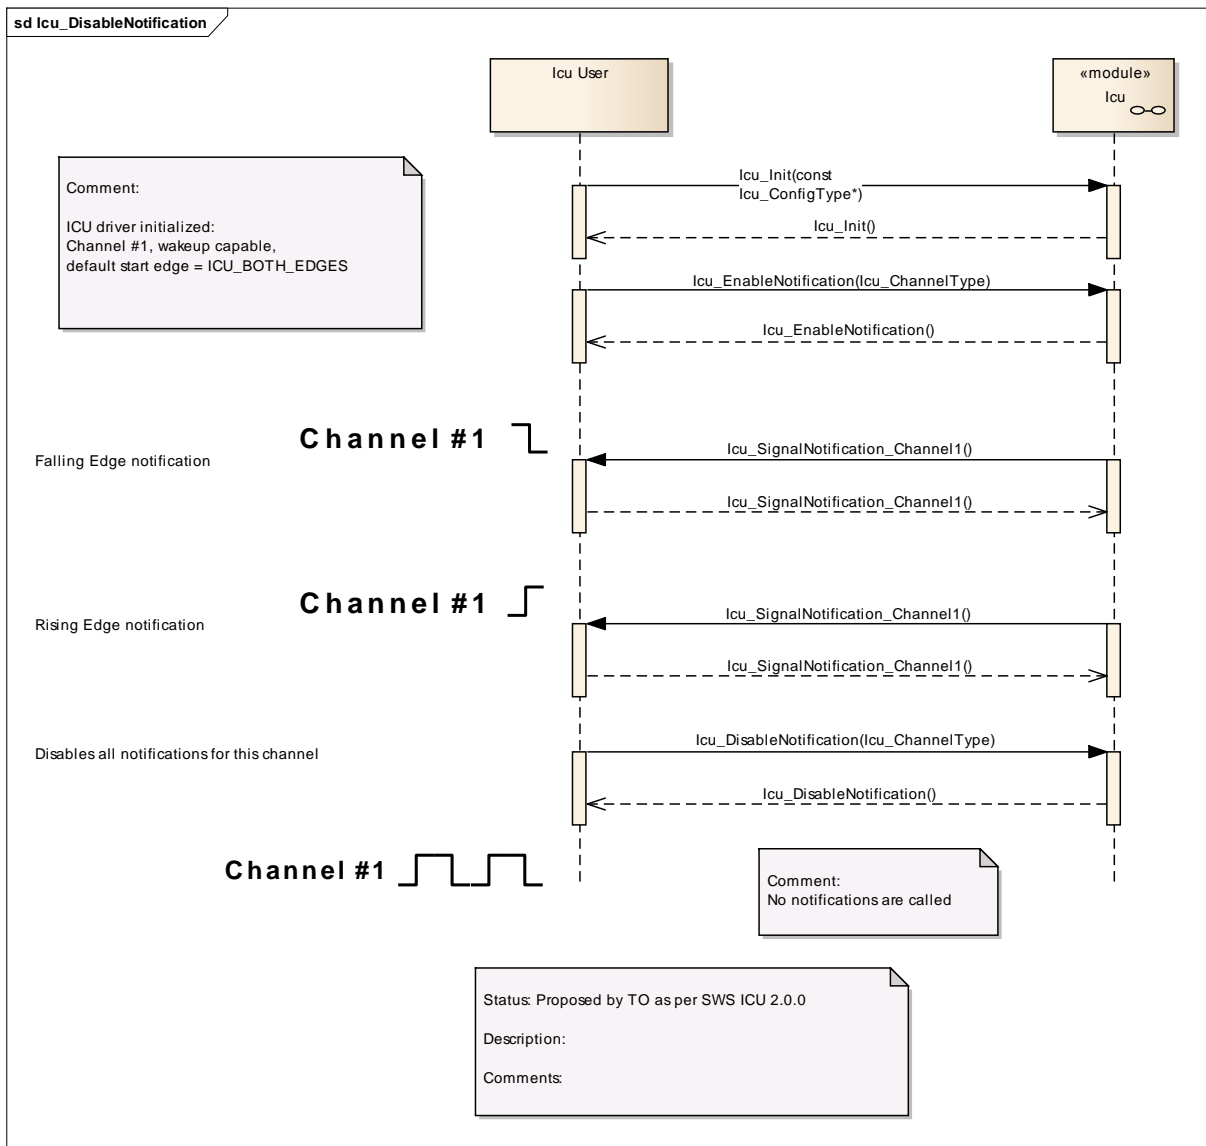 sd Icu_DisableNotification
Icu User
«module»
Icu
Comment:
ICU driver initialized:
Channel #1, wakeup capable,
default start edge = ICU_BOTH_EDGES
Icu_Init(const
Icu_ConfigType*)
Icu_Init()
Icu_EnableNotification(Icu_ChannelType)
Icu_EnableNotification()
Channel #1
Falling Edge notification
Icu_SignalNotification_Channel1()
Icu_SignalNotification_Channel1()
Channel #1
Rising Edge notification
Icu_SignalNotification_Channel1()
Icu_SignalNotification_Channel1()
Disables all notifications for this channel
Icu_DisableNotification(Icu_ChannelType)
Icu_DisableNotification()
Channel #1
Comment:
No notifications are called
Status: Proposed by TO as per SWS ICU 2.0.0
Description:
Comments: